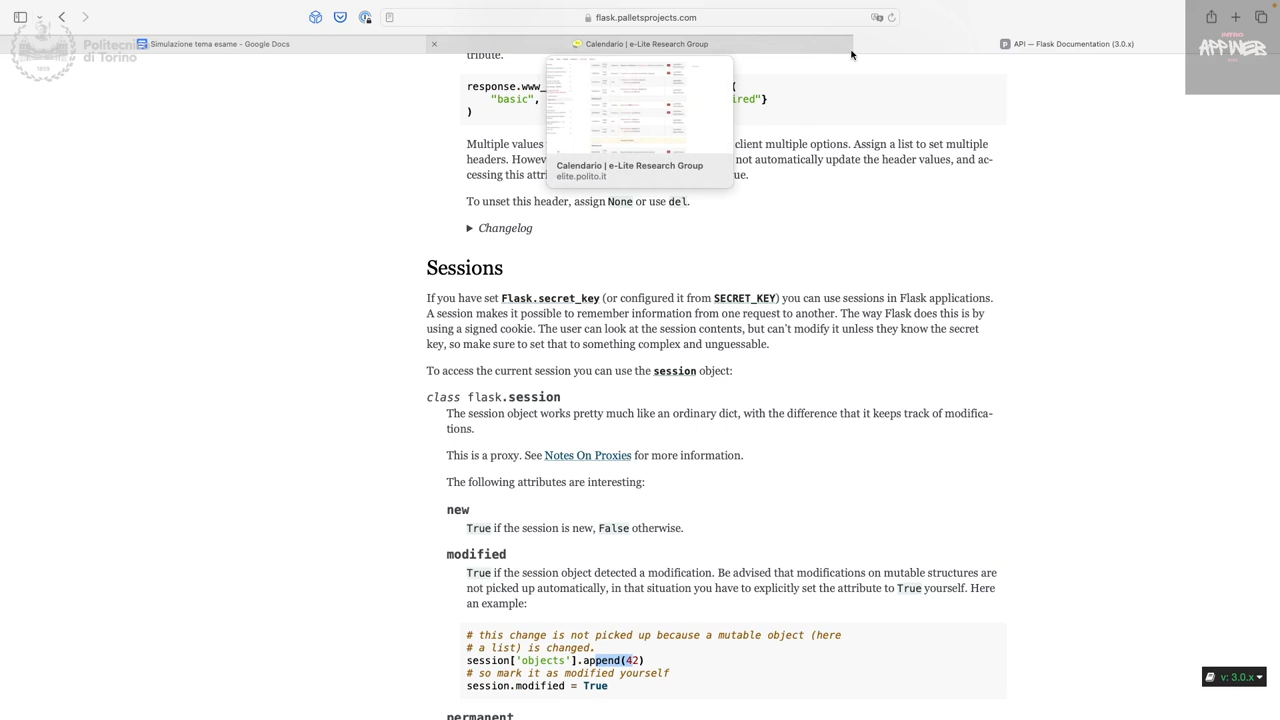 flask.palletsprojects.com
Simulazione tema esame - Google Docs
Calendario | e-Lite Research Group
API — Flask Documentation (3.0.x)
Politecnico
di Torino
1859
INTRO
APPWEB
tribute.
response.www_
{
"basic",
ired"}
)
Calendario | e-Lite Research Group
elite.polito.it
Multiple values
client multiple options. Assign a list to set multiple
headers. Howev
not automatically update the header values, and ac-
cessing this attri
ue.
To unset this header, assign None or use del.
Changelog
Sessions
If you have set Flask.secret_key (or configured it from SECRET_KEY) you can use sessions in Flask applications.
A session makes it possible to remember information from one request to another. The way Flask does this is by
using a signed cookie. The user can look at the session contents, but can’t modify it unless they know the secret
key, so make sure to set that to something complex and unguessable.
To access the current session you can use the session object:
class flask.session
The session object works pretty much like an ordinary dict, with the difference that it keeps track of modifica-
tions.
This is a proxy. See Notes On Proxies for more information.
The following attributes are interesting:
new
True if the session is new, False otherwise.
modified
True if the session object detected a modification. Be advised that modifications on mutable structures are
not picked up automatically, in that situation you have to explicitly set the attribute to True yourself. Here
an example:
# this change is not picked up because a mutable object (here
# a list) is changed.
session['objects'].append(42)
# so mark it as modified yourself
session.modified = True
permanent
v: 3.0.x